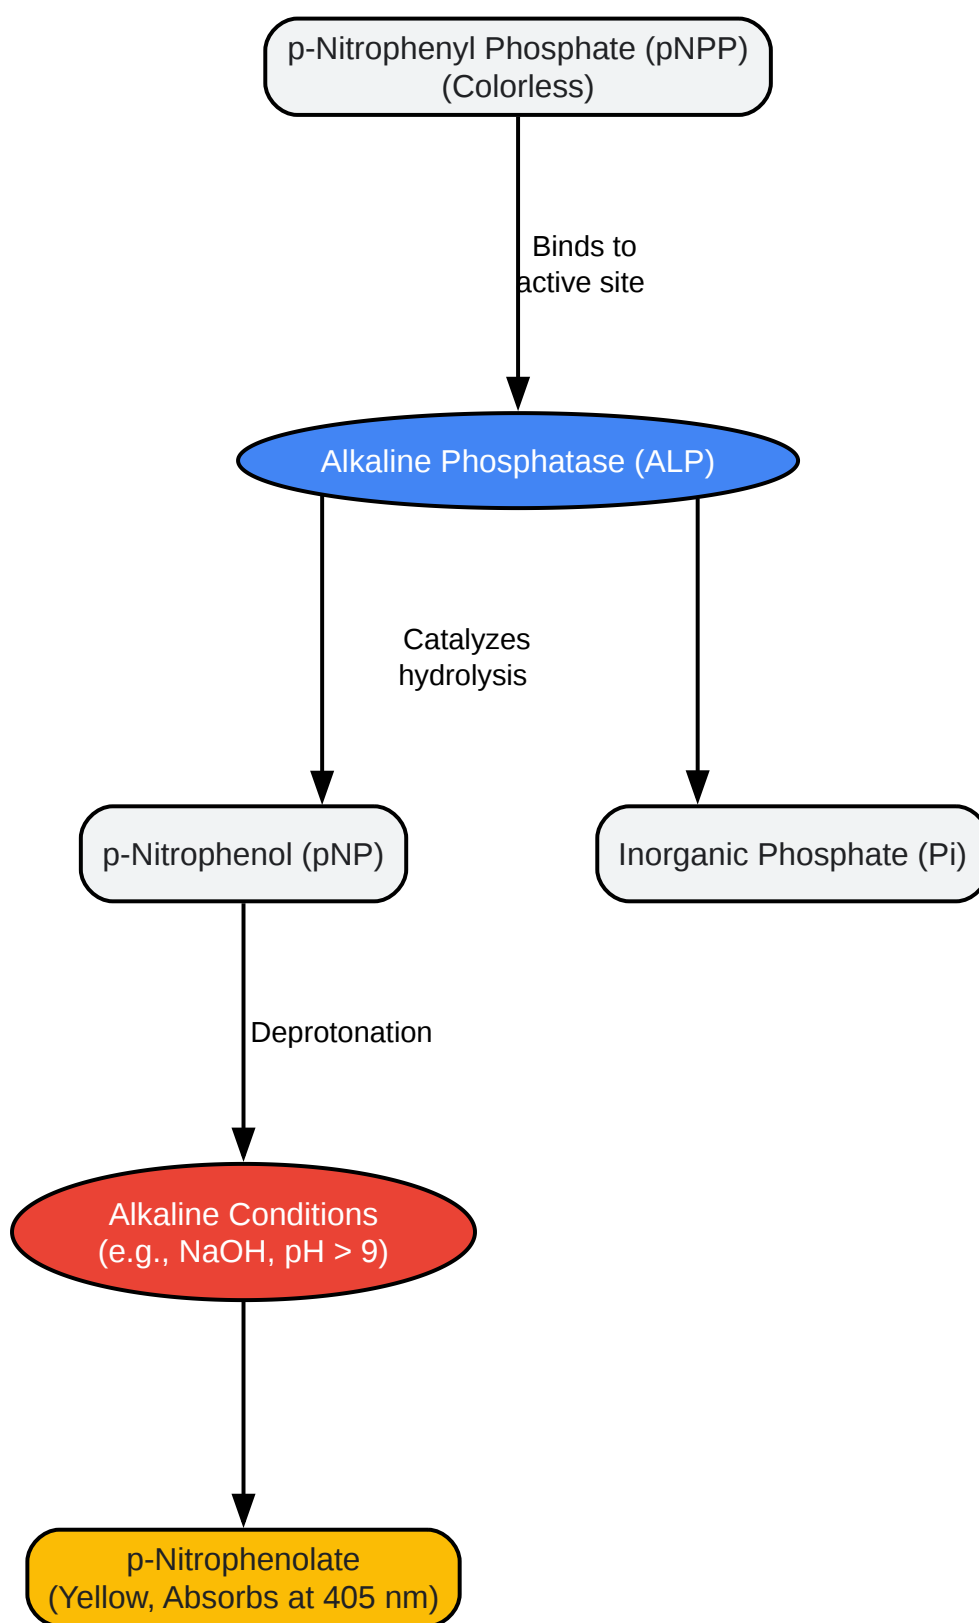 p-Nitrophenyl Phosphate (pNPP)
(Colorless)
Binds to
active site
Alkaline Phosphatase (ALP)
Catalyzes
hydrolysis
p-Nitrophenol (pNP)
Inorganic Phosphate (Pi)
Deprotonation
Alkaline Conditions
(e.g., NaOH, pH > 9)
p-Nitrophenolate
(Yellow, Absorbs at 405 nm)